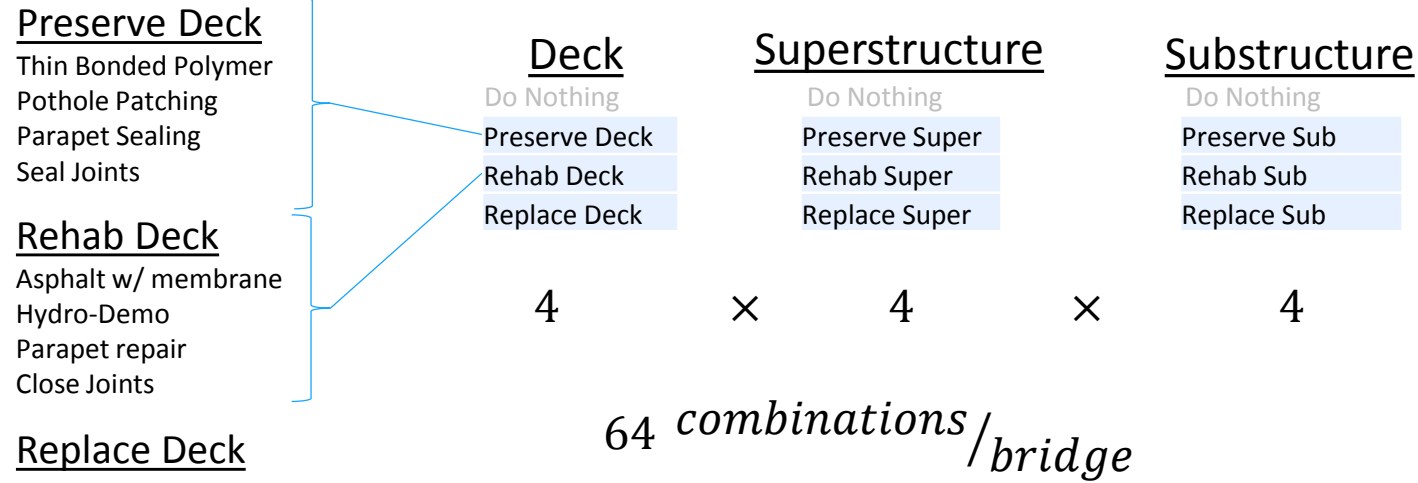 Preserve Deck
Thin Bonded Polymer
Pothole Patching
Parapet Sealing
Seal Joints
Rehab Deck
Asphalt w/ membrane
Hydro-Demo
Parapet repair
Close Joints
Replace Deck
Deck
Do Nothing
Preserve Deck
Rehab Deck
Replace Deck
Superstructure
Do Nothing
Preserve Super
Rehab Super
Replace Super
Substructure
Do Nothing
Preserve Sub
Rehab Sub
Replace Sub
4 × 4 × 4
64 combinations/bridge